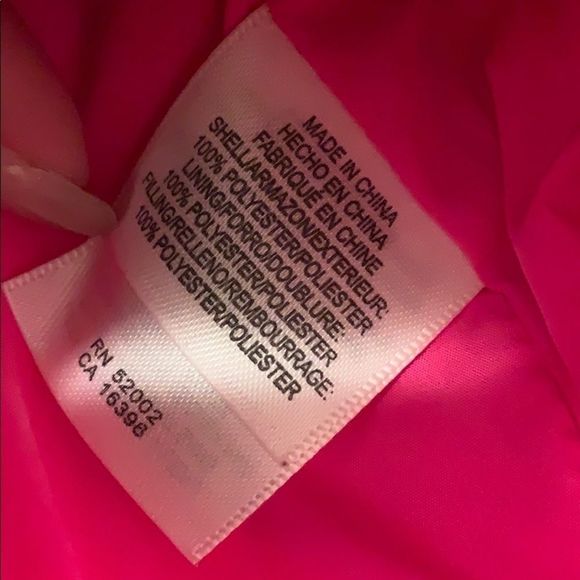 MADE IN CHINA
HECHO EN CHINA
FABRIQUE EN CHINE
SHELL/ARMAZON/EXTERIEUR:
100% POLYESTER/POLIESTER
LINING/FORRO/DOUBLURE:
100% POLYESTER/POLIESTER
FILLING/RELLENO/REMBOURRAGE:
100% POLYESTER/POLIESTER
RN 52002
CA 16398